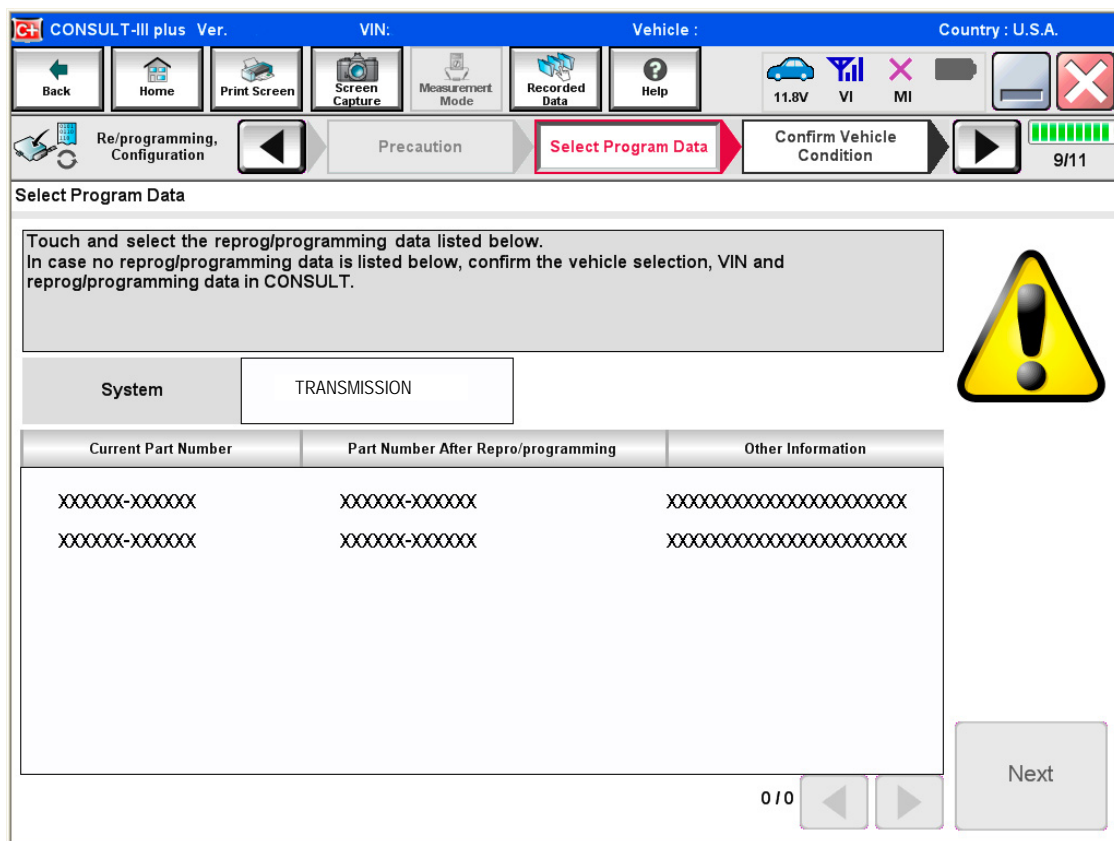 C+ CONSULT-III plus Ver. VIN: Vehicle : Country : U.S.A.
Back
Home
Print Screen
Screen
Capture
Measurement
Mode
Recorded
Data
Help
11.8V VI MI
Re/programming,
Configuration
Precaution
Select Program Data
Confirm Vehicle
Condition
9/11
Select Program Data
Touch and select the reprog/programming data listed below.
In case no reprog/programming data is listed below, confirm the vehicle selection, VIN and
reprog/programming data in CONSULT.
System TRANSMISSION
Current Part Number Part Number After Repro/programming Other Information
XXXXXX-XXXXXX XXXXXX-XXXXXX XXXXXXXXXXXXXXXXXXXXX
XXXXXX-XXXXXX XXXXXX-XXXXXX XXXXXXXXXXXXXXXXXXXXX
Next
0/0